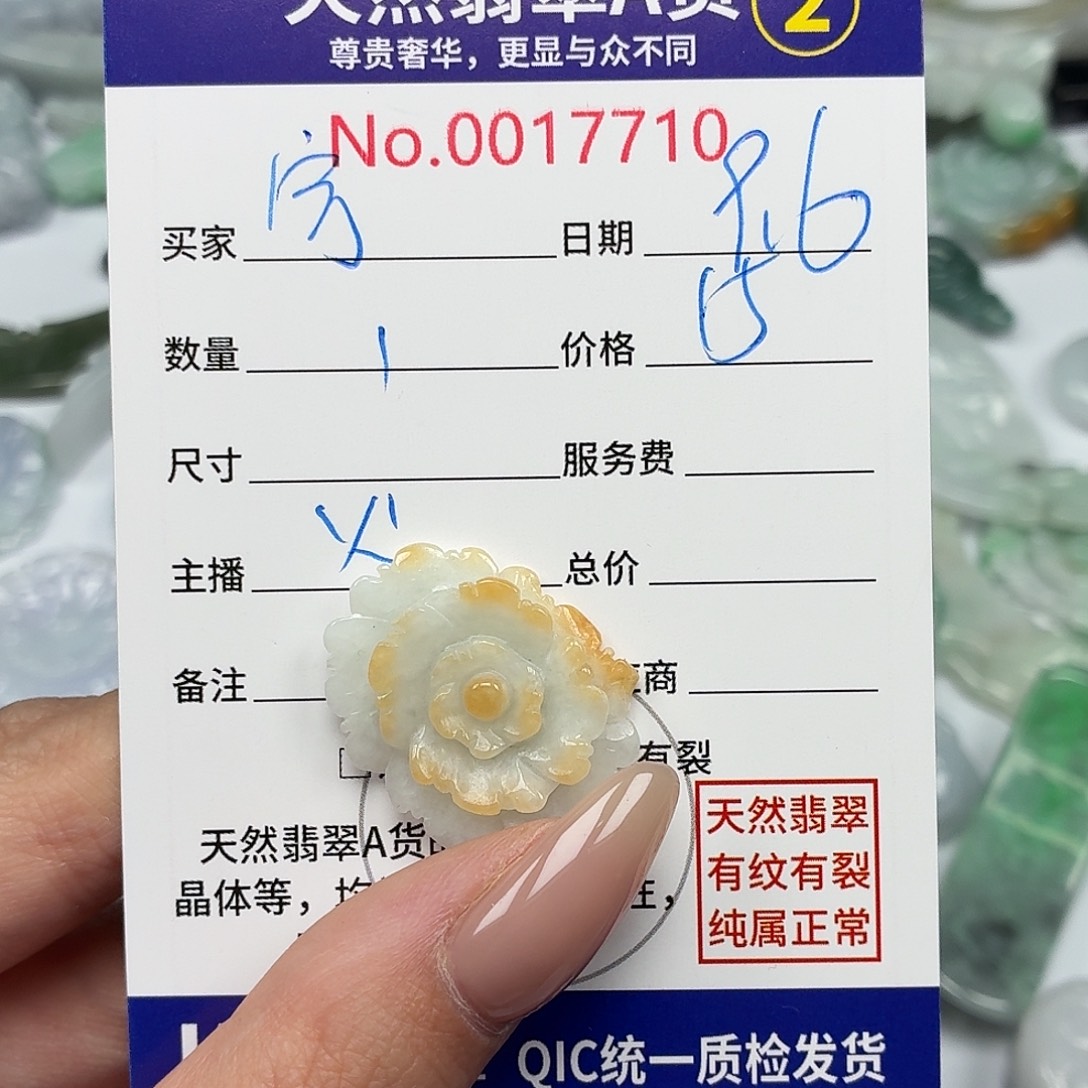 天然翡翠A货 2
尊贵奢华，更显与众不同
No.0017710
买家 日期
数量 1 价格
尺寸 服务费
主播 总价
备注 商
有裂
天然翡翠A货
晶体等，
天然翡翠
有纹有裂
纯属正常
QIC统一质检发货